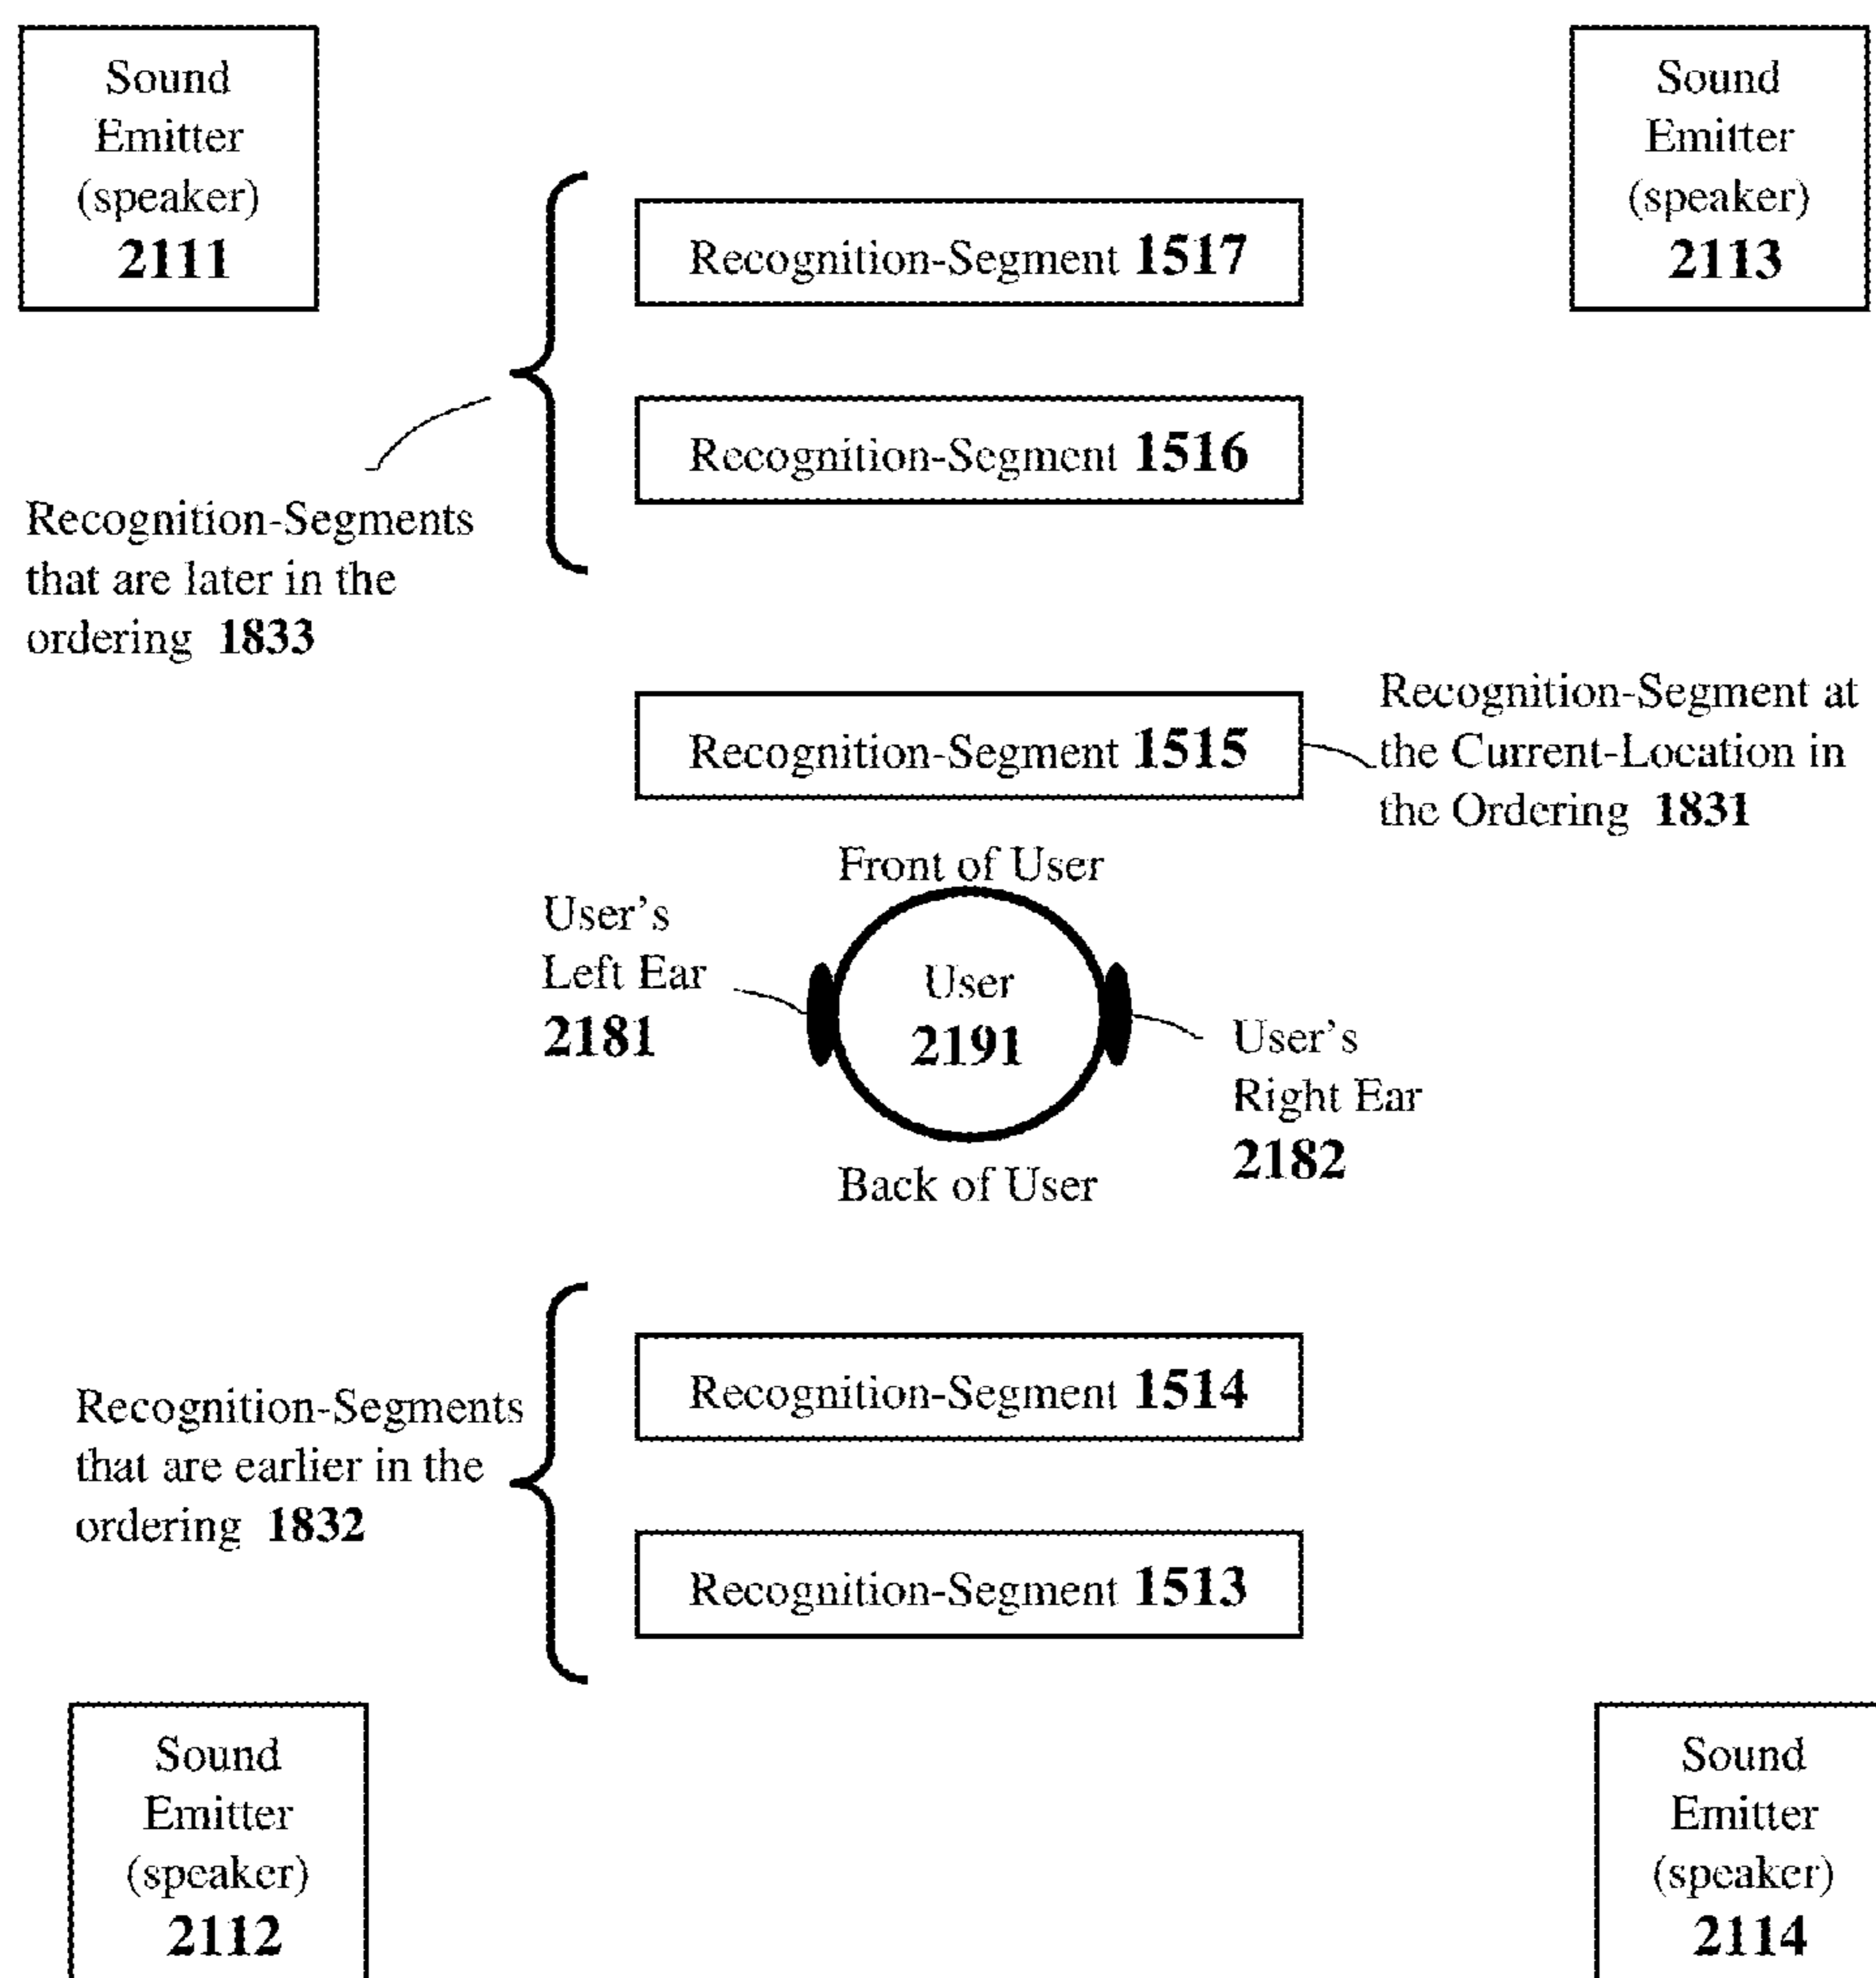 Sound
Emitter
(speaker)
2111
Sound
Emitter
(speaker)
2113
Recognition-Segment 1517
Recognition-Segment 1516
Recognition-Segments
that are later in the
ordering 1833
Recognition-Segment 1515
Recognition-Segment at
the Current-Location in
the Ordering 1831
Front of User
User's
Left Ear
2181
User
2191
User's
Right Ear
2182
Back of User
Recognition-Segment 1514
Recognition-Segments
that are earlier in the
ordering 1832
Recognition-Segment 1513
Sound
Emitter
(speaker)
2112
Sound
Emitter
(speaker)
2114